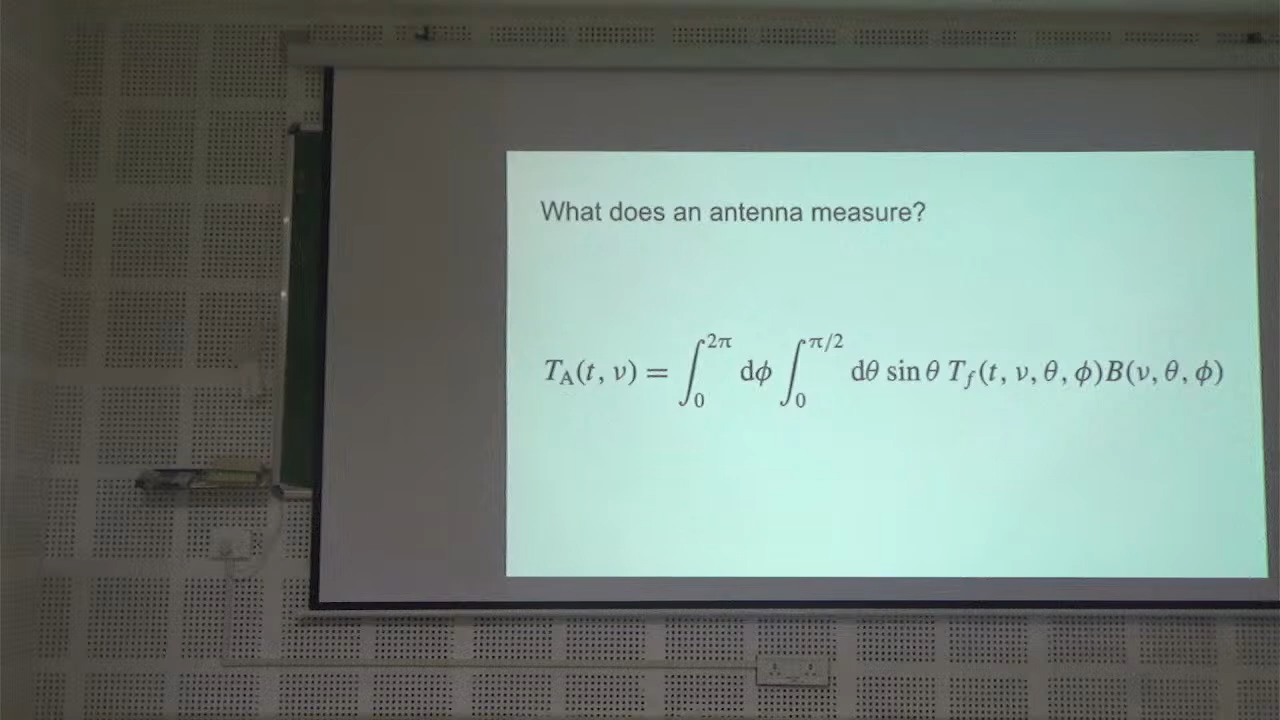 What does an antenna measure?
T_A(t, ν) = ∫_0^{2π} dϕ ∫_0^{π/2} dθ sin θ T_f(t, ν, θ, ϕ)B(ν, θ, ϕ)